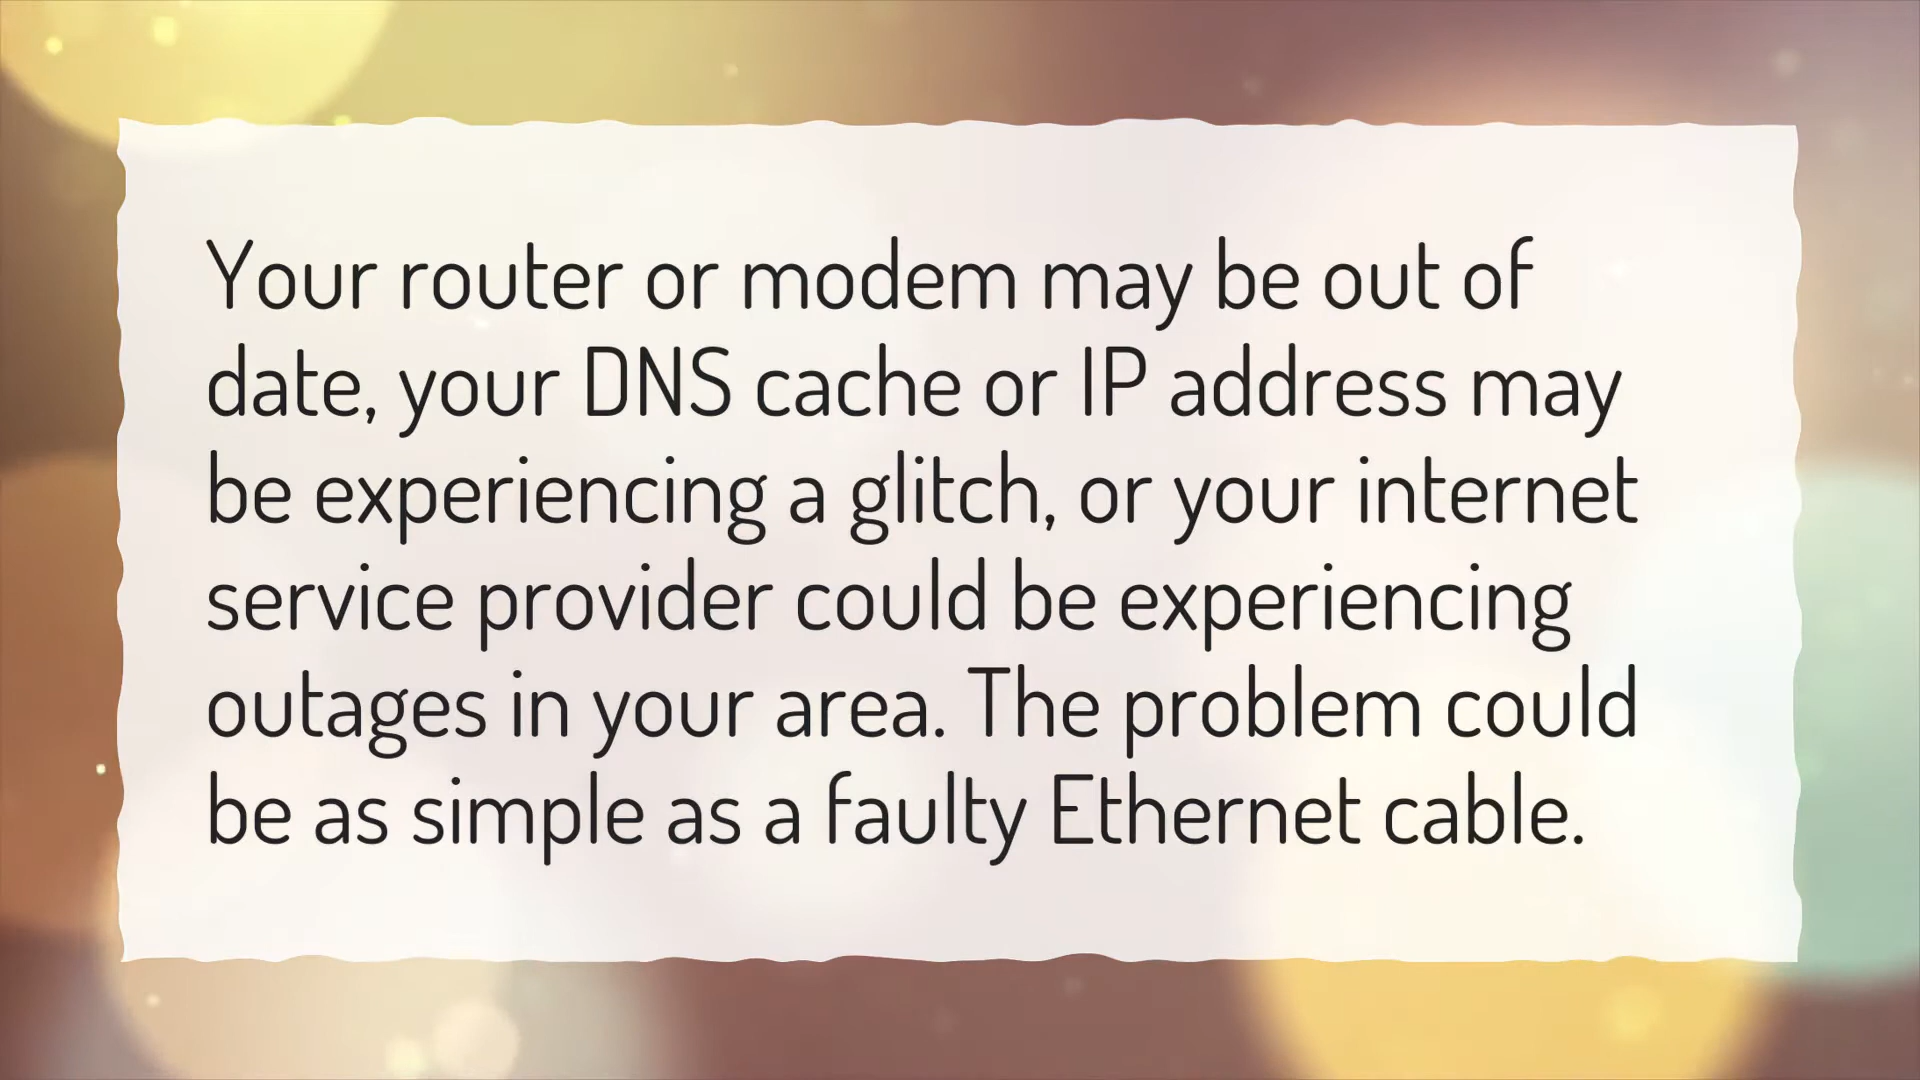 Your router or modem may be out of
date, your DNS cache or IP address may
be experiencing a glitch, or your internet
service provider could be experiencing
outages in your area. The problem could
be as simple as a faulty Ethernet cable.